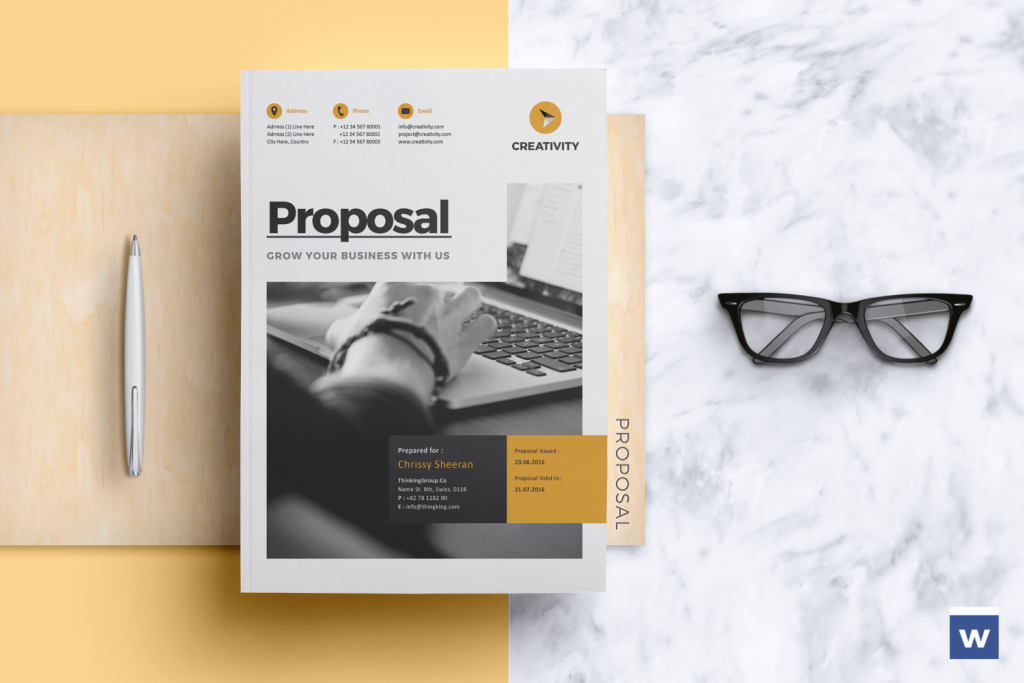 Address
Adrress (1) Line Here
Adrress (2) Line Here
City Here, Country
Phone
P : +12 34 567 80001
+12 34 567 80002
F : +12 34 567 80003
Email
info@creativity.com
project@creativity.com
www.creativity.com
CREATIVITY
Proposal
GROW YOUR BUSINESS WITH US
Prepared for :
Chrissy Sheeran
ThinkingGroup.Co
Name St. 8th, Swiss, 0118
P : +62 78 1182 90
E : info@thingking.com
Proposal Issued :
23.06.2016
Proposal Valid to:
21.07.2016
PROPOSAL
W